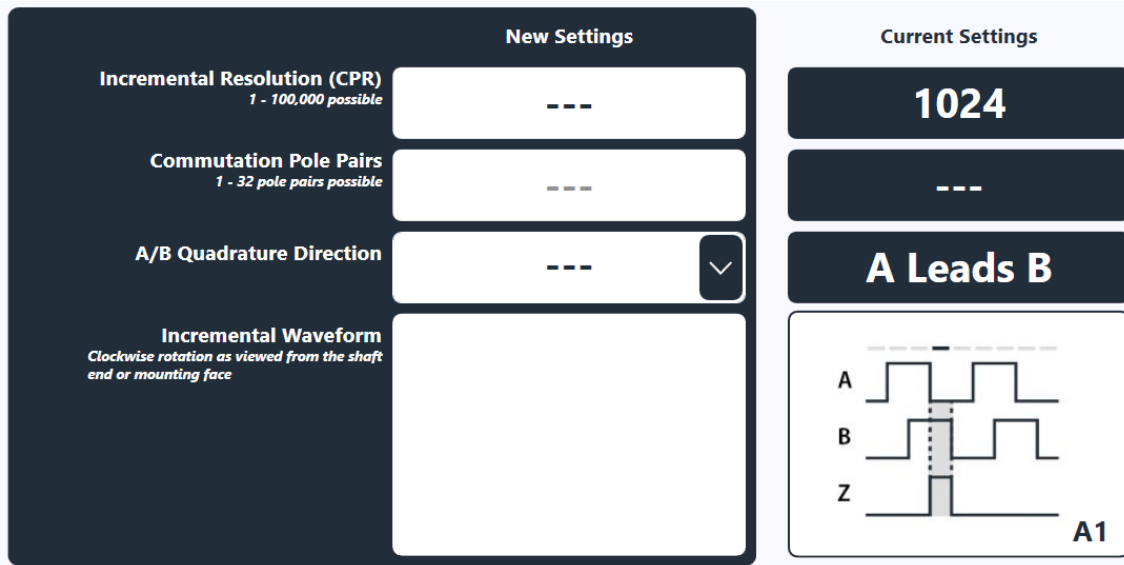 New Settings
Current Settings
Incremental Resolution (CPR)
1 - 100,000 possible
---
1024
Commutation Pole Pairs
1 - 32 pole pairs possible
---
---
A/B Quadrature Direction
---
A Leads B
Incremental Waveform
Clockwise rotation as viewed from the shaft
end or mounting face
A
B
Z
A1